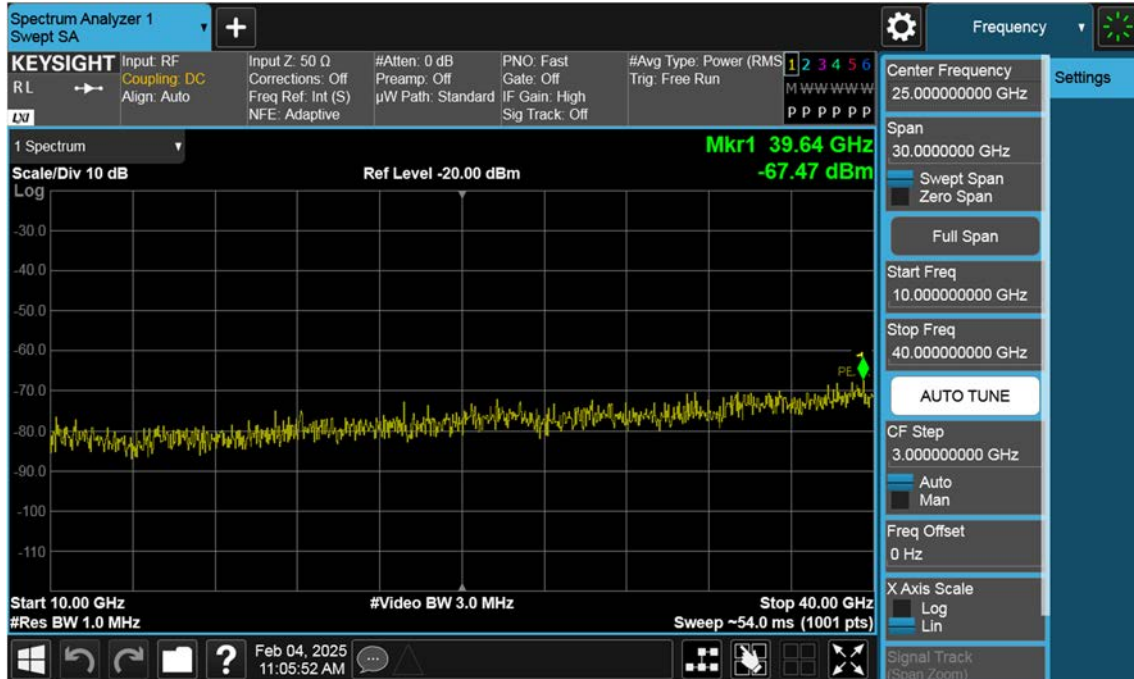 Spectrum Analyzer 1
Swept SA
Frequency
KEYSIGHT
RL
LXI
Input: RF
Coupling: DC
Align: Auto
Input Z: 50 Ω
Corrections: Off
Freq Ref: Int (S)
NFE: Adaptive
#Atten: 0 dB
Preamp: Off
µW Path: Standard
PNO: Fast
Gate: Off
IF Gain: High
Sig Track: Off
#Avg Type: Power (RMS
Trig: Free Run
1 2 3 4 5 6
M W W W W W
P P P P P P
1 Spectrum
Scale/Div 10 dB
Ref Level -20.00 dBm
Mkr1 39.64 GHz
-67.47 dBm
Log
-30.0
-40.0
-50.0
-60.0
-70.0
-80.0
-90.0
-100
-110
1
Start 10.00 GHz
#Res BW 1.0 MHz
#Video BW 3.0 MHz
Stop 40.00 GHz
Sweep ~54.0 ms (1001 pts)
?
Feb 04, 2025
11:05:52 AM
Center Frequency
25.000000000 GHz
Span
30.0000000 GHz
Swept Span
Zero Span
Full Span
Start Freq
10.000000000 GHz
Stop Freq
40.000000000 GHz
AUTO TUNE
CF Step
3.000000000 GHz
Auto
Man
Freq Offset
0 Hz
X Axis Scale
Log
Lin
Signal Track
(Span Zoom)
Settings